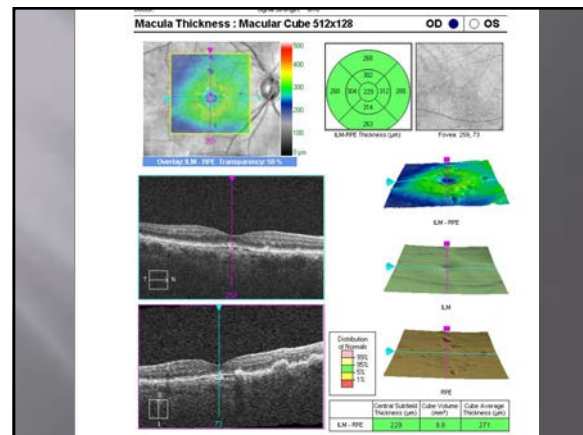 Macula Thickness : Macular Cube 512x128
OD
OS
500
400
300
200
100
0 µm
Overlay: ILM - RPE Transparency: 50 %
268
302
260 304 229 312 288
314
263
ILM-RPE Thickness (µm)
Fovea: 259, 73
ILM - RPE
T N
ILM
Distribution
of Normals
99%
95%
5%
1%
RPE
73
Central Subfield
Thickness (µm)
Cube Volume
(mm³)
Cube Average
Thickness (µm)
ILM - RPE 229 9.8 271